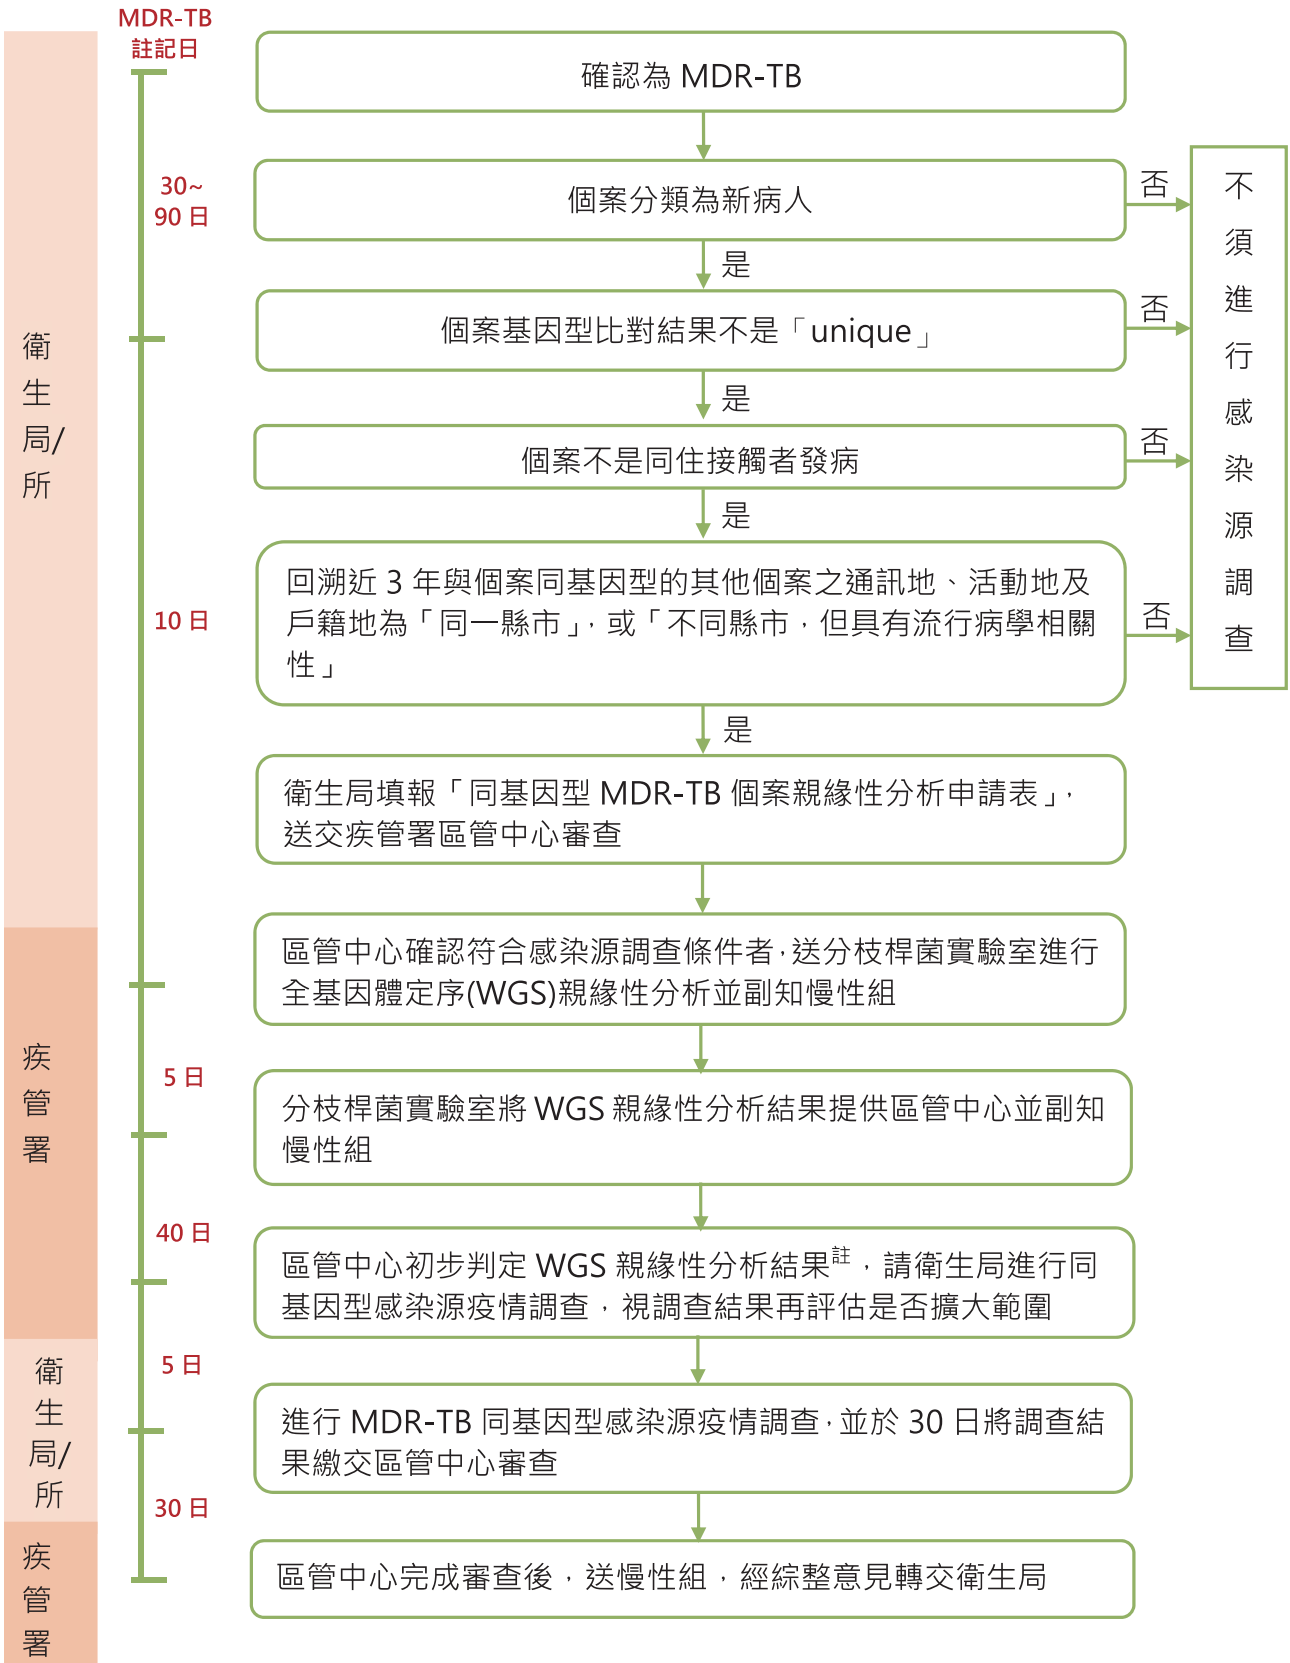 MDR-TB
註記日
確認為 MDR-TB
30~
90 日
個案分類為新病人
否
是
個案基因型比對結果不是「unique」
否
是
個案不是同住接觸者發病
否
是
10 日
回溯近 3 年與個案同基因型的其他個案之通訊地、活動地及
戶籍地為「同一縣市」，或「不同縣市，但具有流行病學相關
性」
否
是
不
須
進
行
感
染
源
調
查
衛
生
局/
所
衛生局填報「同基因型 MDR-TB 個案親緣性分析申請表」，
送交疾管署區管中心審查
區管中心確認符合感染源調查條件者，送分枝桿菌實驗室進行
全基因體定序(WGS)親緣性分析並副知慢性組
疾
管
署
5 日
分枝桿菌實驗室將 WGS 親緣性分析結果提供區管中心並副知
慢性組
40 日
區管中心初步判定 WGS 親緣性分析結果註，請衛生局進行同
基因型感染源疫情調查，視調查結果再評估是否擴大範圍
衛
生
局/
所
5 日
進行 MDR-TB 同基因型感染源疫情調查，並於 30 日將調查結
果繳交區管中心審查
30 日
疾
管
署
區管中心完成審查後，送慢性組，經綜整意見轉交衛生局